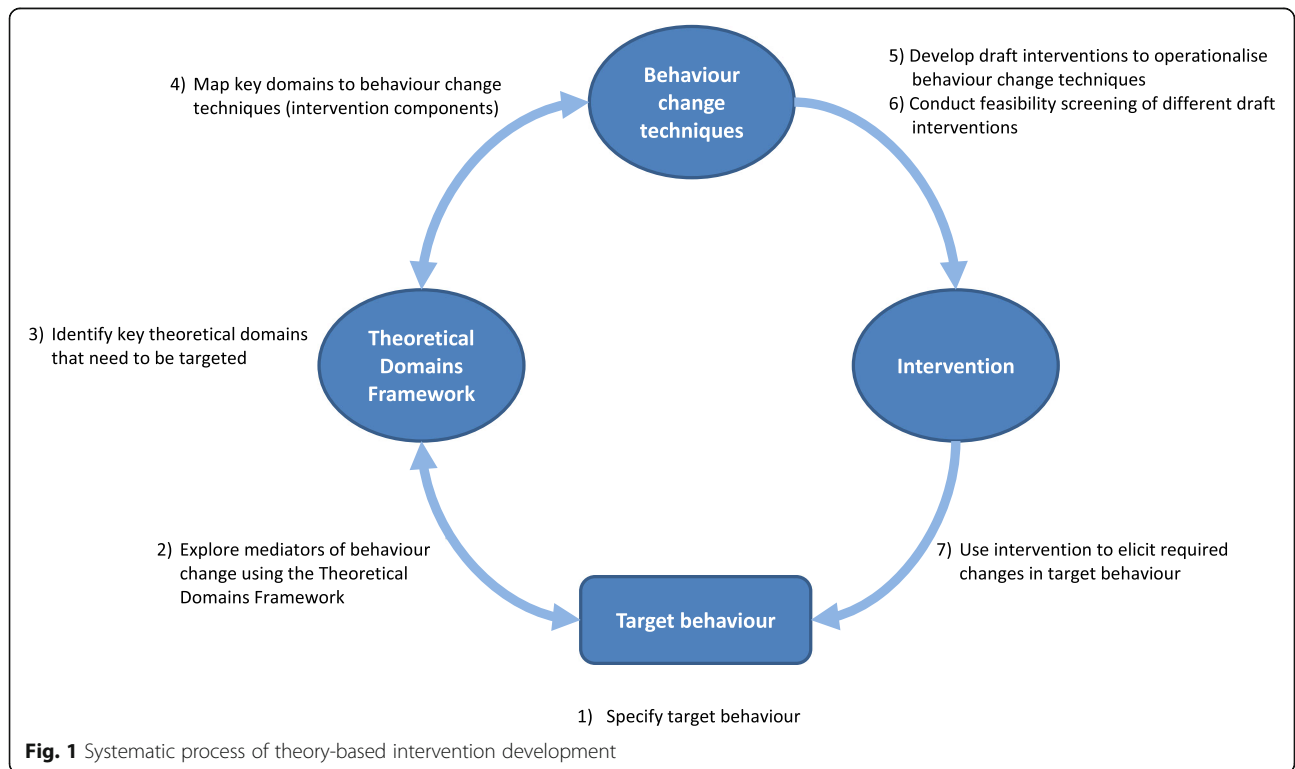 4) Map key domains to behaviour change
techniques (intervention components)
Behaviour
change
techniques
5) Develop draft interventions to operationalise
behaviour change techniques
6) Conduct feasibility screening of different draft
interventions
3) Identify key theoretical domains
that need to be targeted
Theoretical
Domains
Framework
Intervention
2) Explore mediators of behaviour
change using the Theoretical
Domains Framework
Target behaviour
7) Use intervention to elicit required
changes in target behaviour
1) Specify target behaviour
Fig. 1 Systematic process of theory-based intervention development